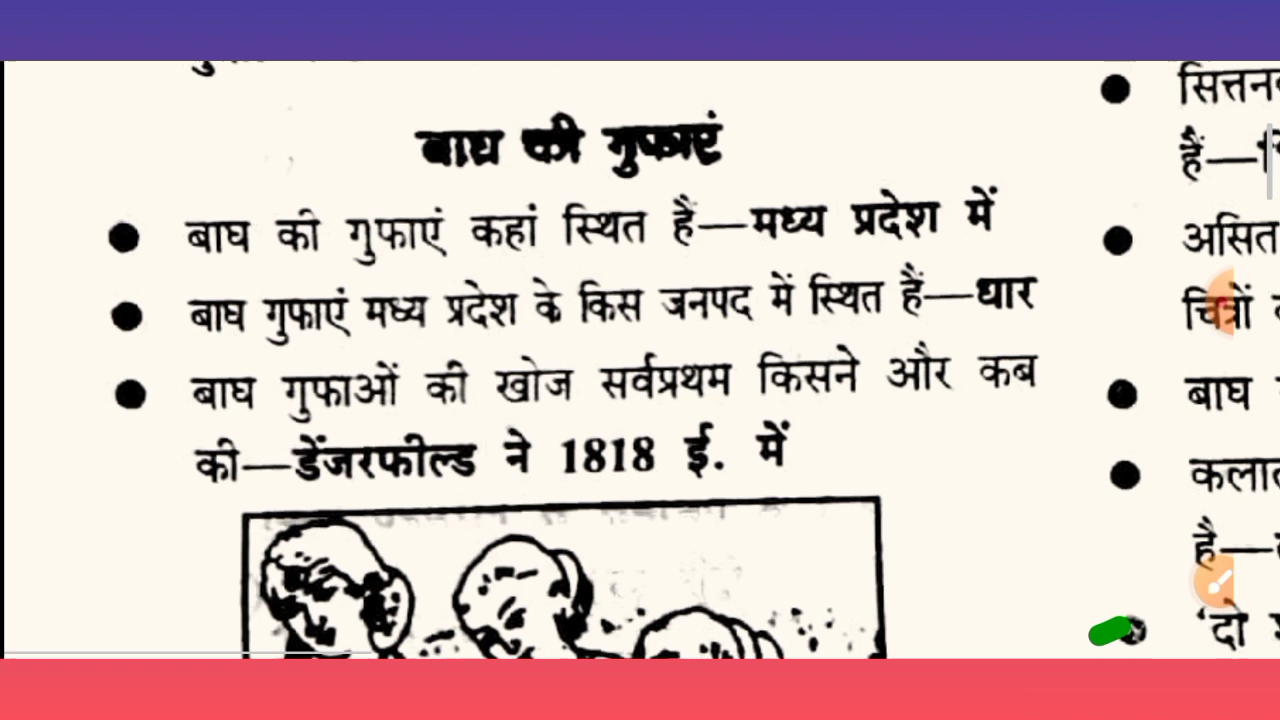 बाघ की गुफाएं
● बाघ की गुफाएं कहां स्थित हैं—मध्य प्रदेश में
● बाघ गुफाएं मध्य प्रदेश के किस जनपद में स्थित हैं—धार
● बाघ गुफाओं की खोज सर्वप्रथम किसने और कब
की—डेंजरफील्ड ने 1818 ई. में
●
हैं—
● असित
चित्रों
● बाघ
● कला
है—
'दो